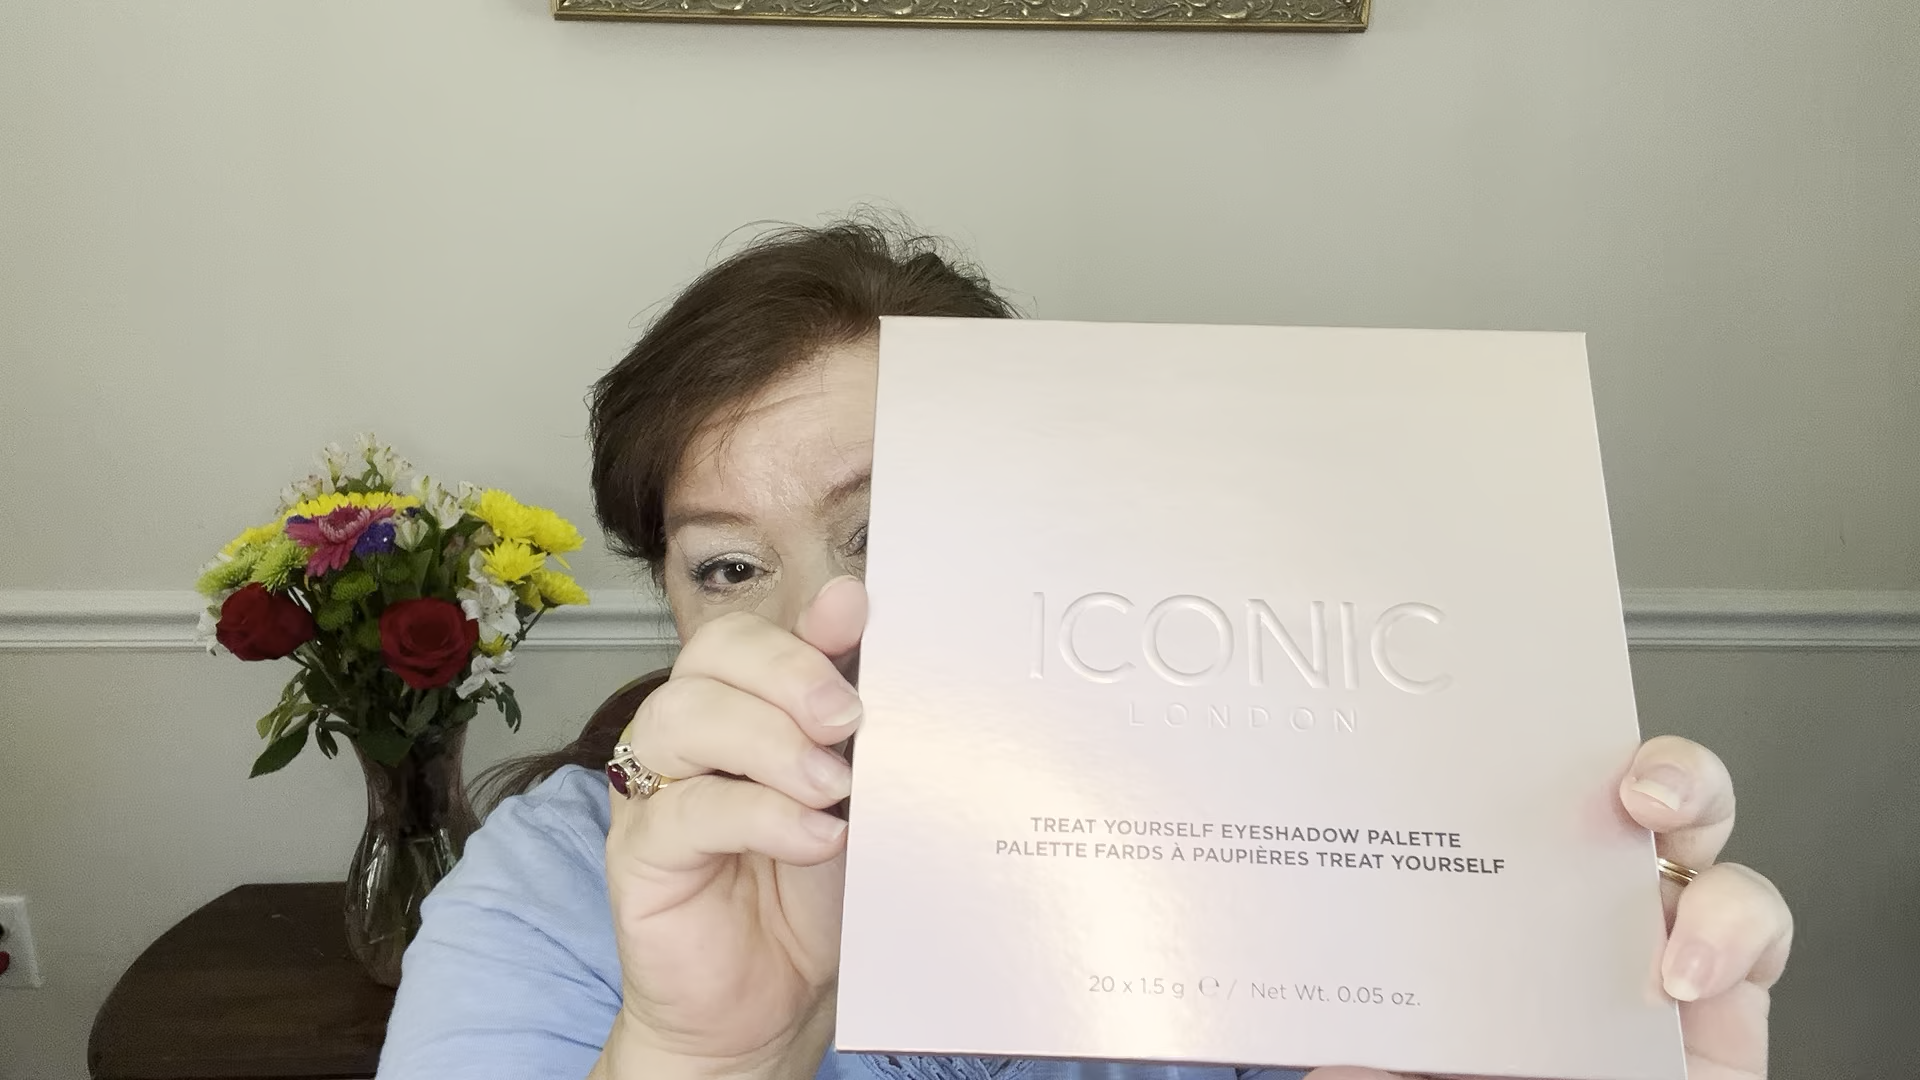 ICONIC
LONDON
TREAT YOURSELF EYESHADOW PALETTE
PALETTE FARDS À PAUPIÈRES TREAT YOURSELF
20 x 1.5 g ℮ / Net Wt. 0.05 oz.